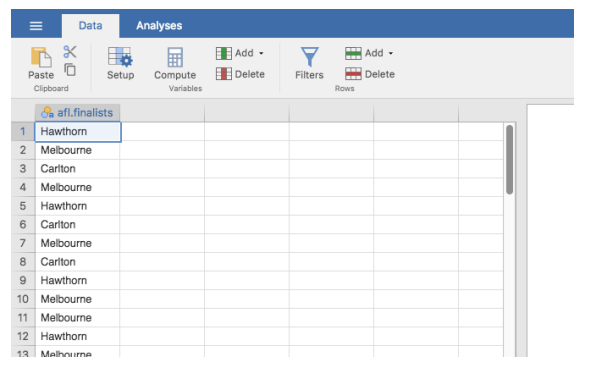 Data Analyses
Paste Setup Compute Add Delete Filters Add Delete
Clipboard Variables Rows
afl.finalists
1 Hawthorn
2 Melbourne
3 Carlton
4 Melbourne
5 Hawthorn
6 Carlton
7 Melbourne
8 Carlton
9 Hawthorn
10 Melbourne
11 Melbourne
12 Hawthorn
13 Melbourne